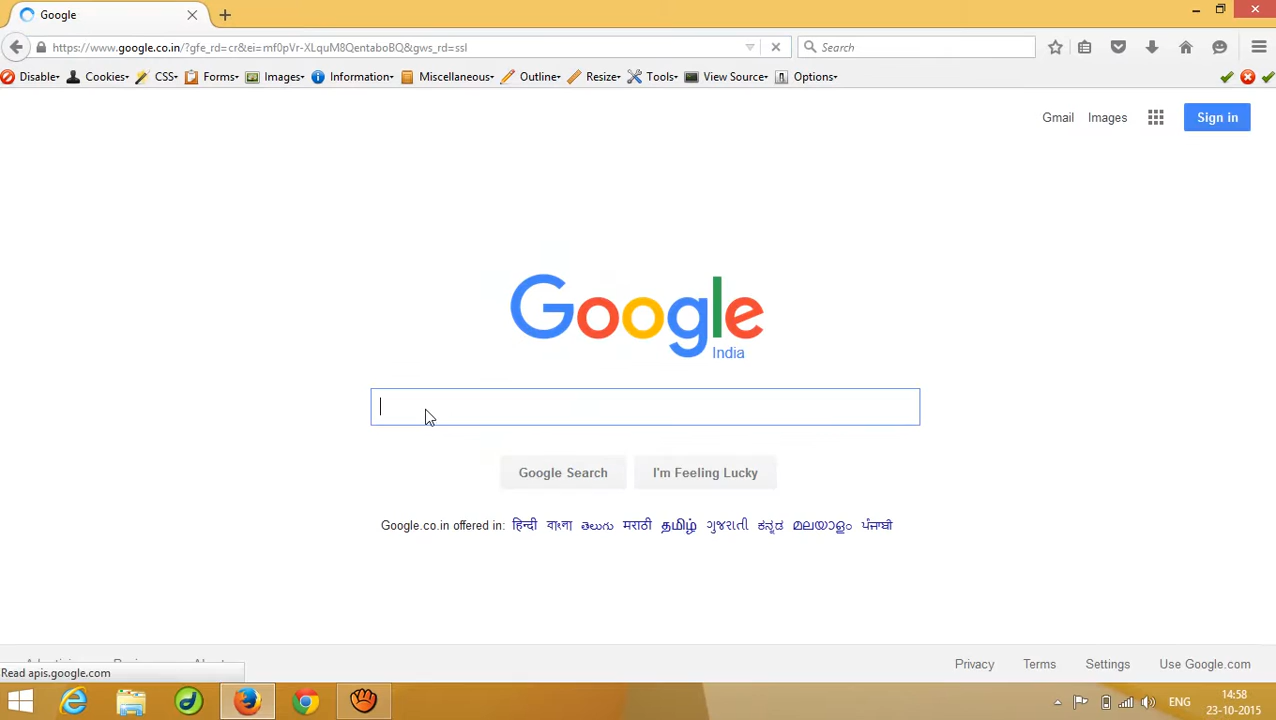 Google
https://www.google.co.in/?gfe_rd=cr&ei=mf0pVr-XLquM8QentaboBQ&gws_rd=ssl
Search
Disable Cookies CSS Forms Images Information Miscellaneous Outline Resize Tools View Source Options
Gmail Images Sign in
Google
India
Google Search I'm Feeling Lucky
Google.co.in offered in: हिन्दी বাংলা తెలుగు मराठी தமிழ் ગુજરાતી ಕನ್ನಡ മലയാളം ਪੰਜਾਬੀ
Privacy Terms Settings Use Google.com
Read apis.google.com
ENG
14:58
23-10-2015